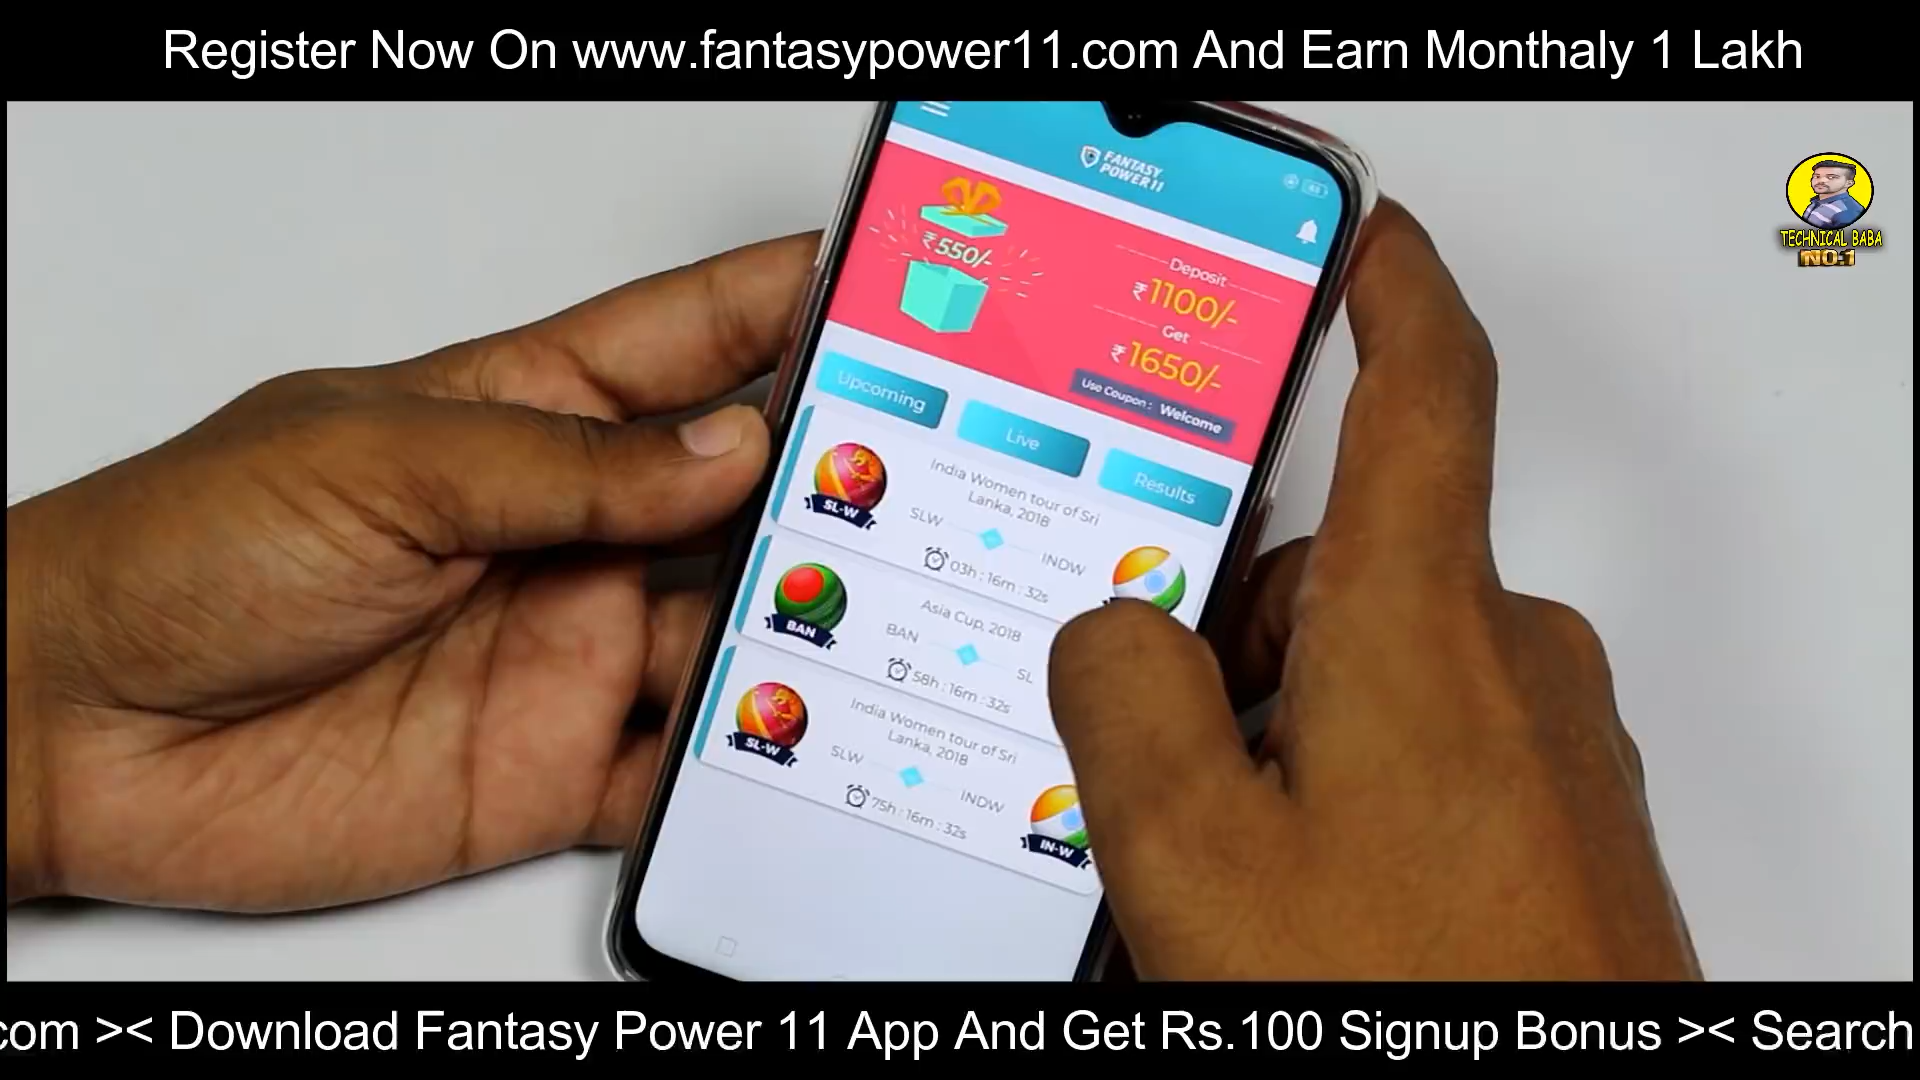 Register Now On www.fantasypower11.com And Earn Monthaly 1 Lakh
FANTASY
POWER11
₹550/-
Deposit
₹1100/-
Get
₹1650/-
Use Coupon : Welcome
Upcoming
Live
Results
India Women tour of Sri
Lanka, 2018
SL-W
SLW
INDW
03h : 16m : 32s
Asia Cup, 2018
BAN
BAN
SL
58h : 16m : 32s
India Women tour of Sri
Lanka, 2018
SL-W
SLW
INDW
75h : 16m : 32s
IN-W
TECHNICAL BABA
NO:1
com >< Download Fantasy Power 11 App And Get Rs.100 Signup Bonus >< Search